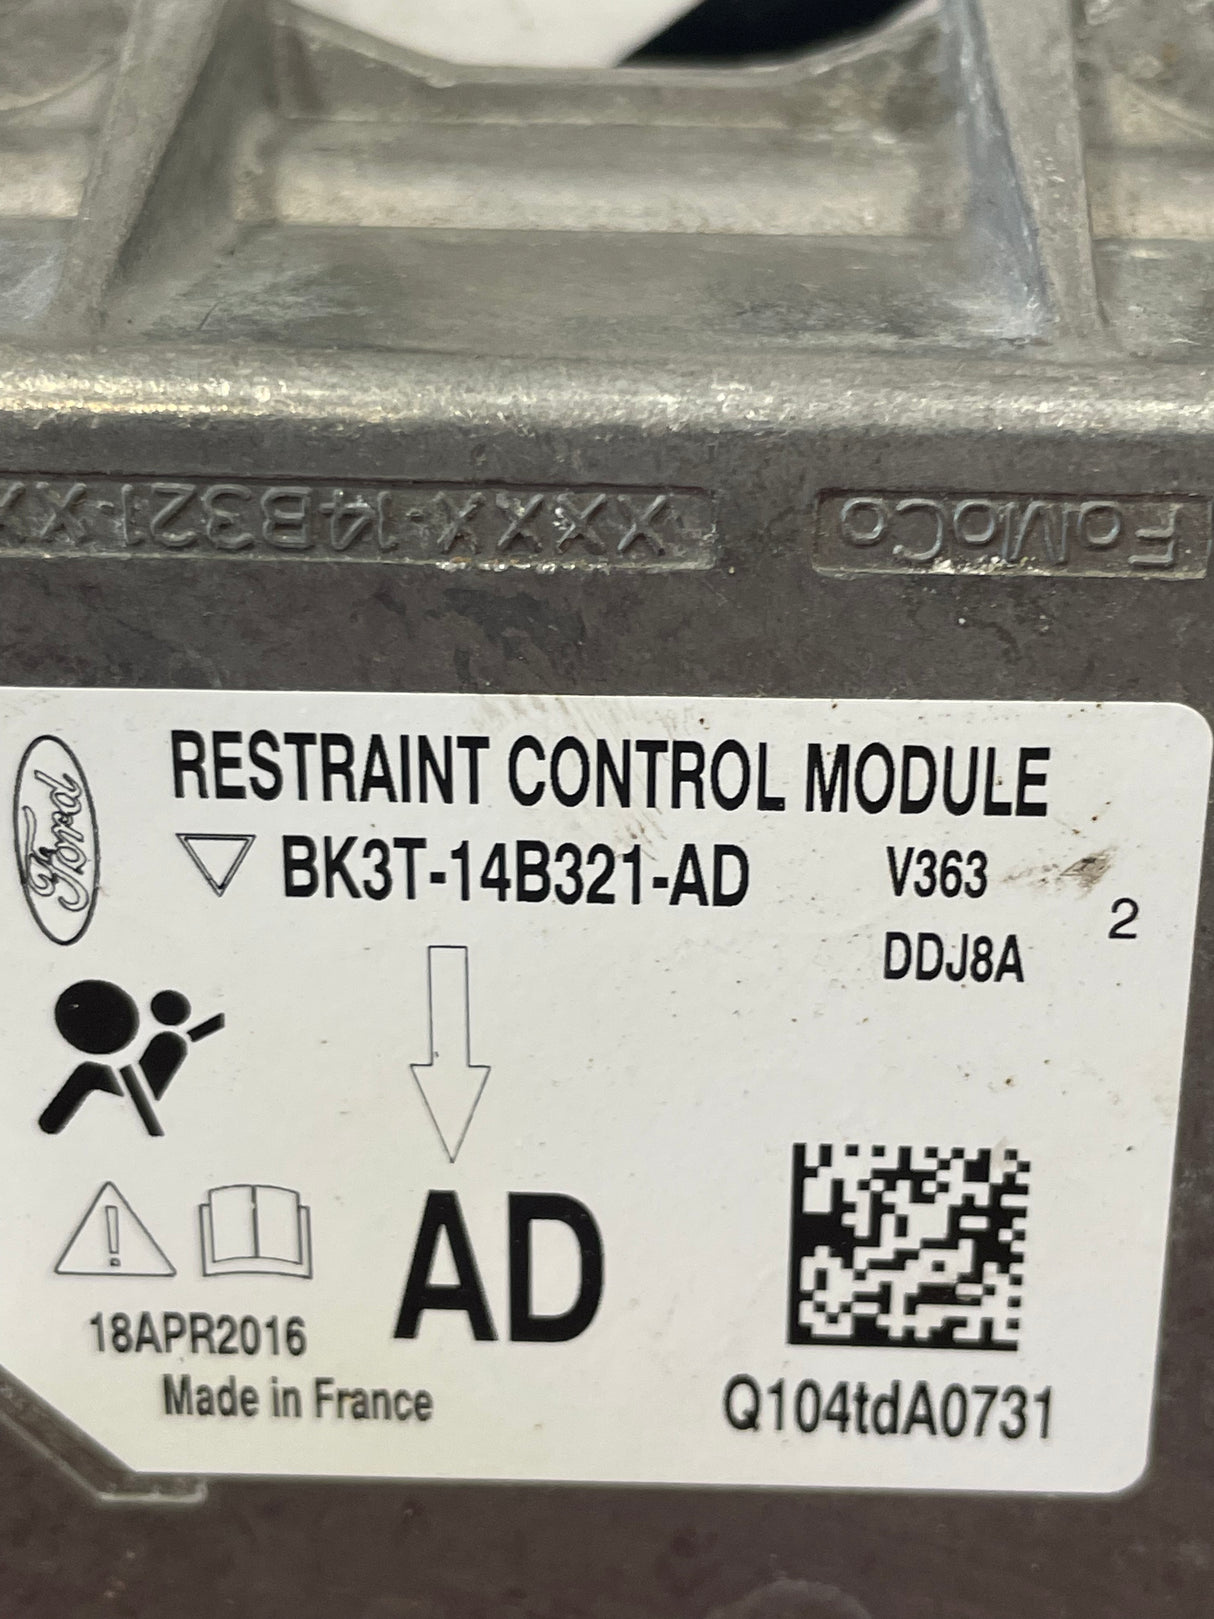 FoMoCo
XXXX-14B321-XX
Ford
RESTRAINT CONTROL MODULE
BK3T-14B321-AD
V363
DDJ8A
2
AD
18APR2016
Made in France
Q104tdA0731